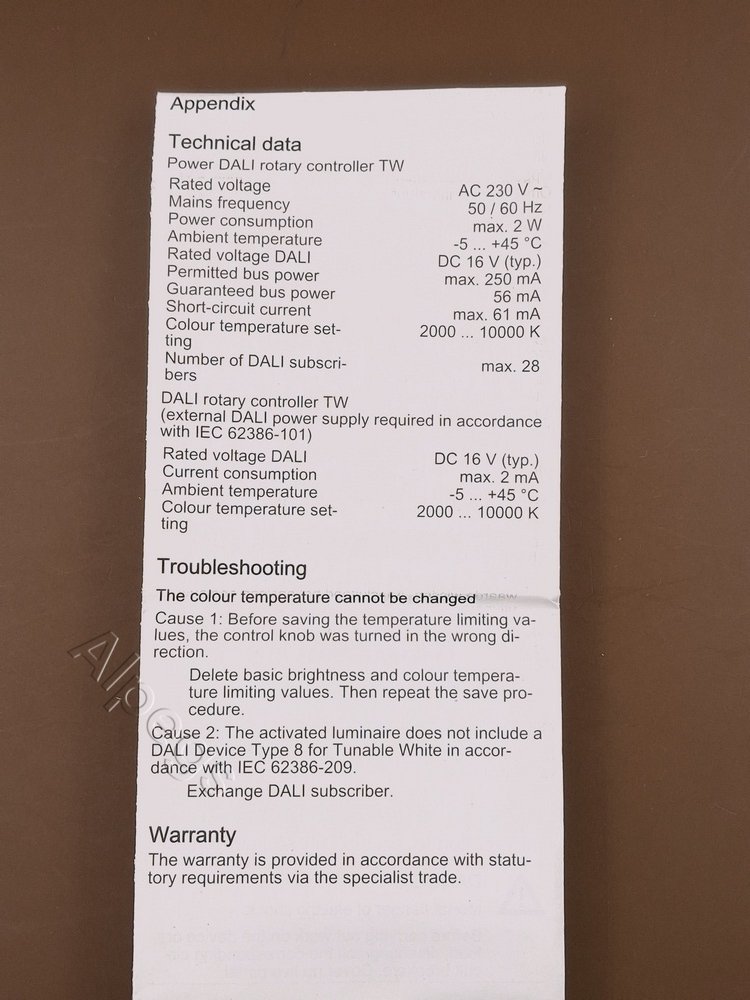 Appendix
Technical data
Power DALI rotary controller TW
Rated voltage AC 230 V ~
Mains frequency 50 / 60 Hz
Power consumption max. 2 W
Ambient temperature -5 ... +45 °C
Rated voltage DALI DC 16 V (typ.)
Permitted bus power max. 250 mA
Guaranteed bus power 56 mA
Short-circuit current max. 61 mA
Colour temperature set- 2000 ... 10000 K
ting
Number of DALI subscri- max. 28
bers
DALI rotary controller TW
(external DALI power supply required in accordance
with IEC 62386-101)
Rated voltage DALI DC 16 V (typ.)
Current consumption max. 2 mA
Ambient temperature -5 ... +45 °C
Colour temperature set- 2000 ... 10000 K
ting
Troubleshooting
The colour temperature cannot be changed
Cause 1: Before saving the temperature limiting va-
lues, the control knob was turned in the wrong di-
rection.
Delete basic brightness and colour tempera-
ture limiting values. Then repeat the save pro-
cedure.
Cause 2: The activated luminaire does not include a
DALI Device Type 8 for Tunable White in accor-
dance with IEC 62386-209.
Exchange DALI subscriber.
Warranty
The warranty is provided in accordance with statu-
tory requirements via the specialist trade.